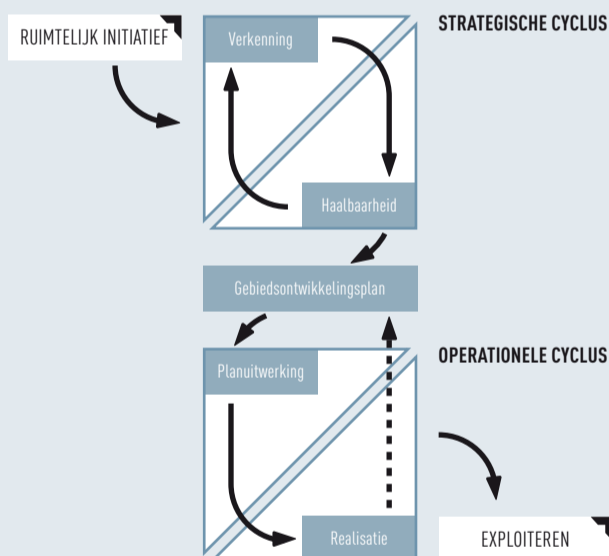 STRATEGISCHE CYCLUS
RUIMTELIJK INITIATIEF
Verkenning
Haalbaarheid
Gebiedsontwikkelingsplan
OPERATIONELE CYCLUS
Planuitwerking
Realisatie
EXPLOITEREN